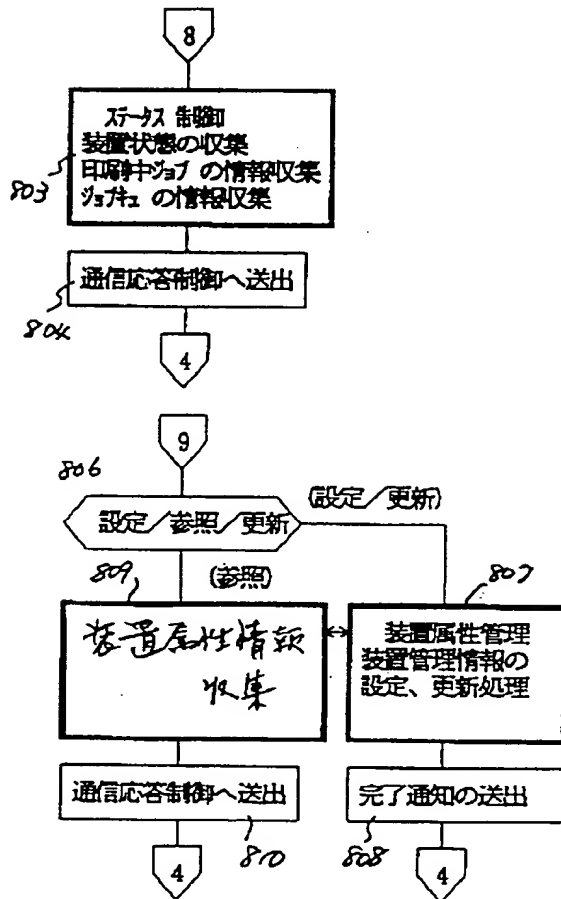 8
ステータス 制御
装置状態の収集
印刷中ジョブ の情報収集
ジョブキュ の情報収集
803
通信応答制御へ送出
804
4
9
806
設定/参照/更新
(設定/更新)
(参照)
809
装置属性情報
収集
807
装置属性管理
装置管理情報の
設定、更新処理
通信応答制御へ送出
810
4
完了通知の送出
808
4